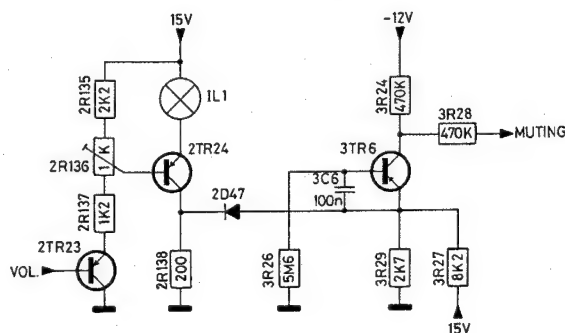 15V
-12V
2R135
2K2
IL1
3R24
470K
3R28
470K
MUTING
2R136
1K
2TR24
3TR6
3C6
100n
2R137
1K2
2D47
2TR23
VOL.
2R138
200
3R26
5M6
3R29
2K7
3R27
8K2
15V